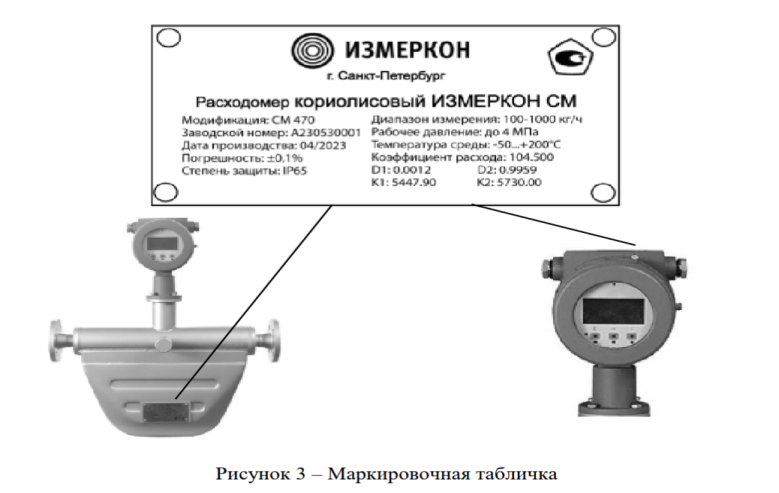 ИЗМЕРКОН
г. Санкт-Петербург
Расходомер кориолисовый ИЗМЕРКОН СМ
Модификация: СМ 470
Заводской номер: А230530001
Дата производства: 04/2023
Погрешность: ±0,1%
Степень защиты: IP65
Диапазон измерения: 100-1000 кг/ч
Рабочее давление: до 4 МПа
Температура среды: -50...+200°С
Коэффициент расхода: 104.500
D1: 0.0012 D2: 0.9959
K1: 5447.90 K2: 5730.00
Рисунок 3 – Маркировочная табличка